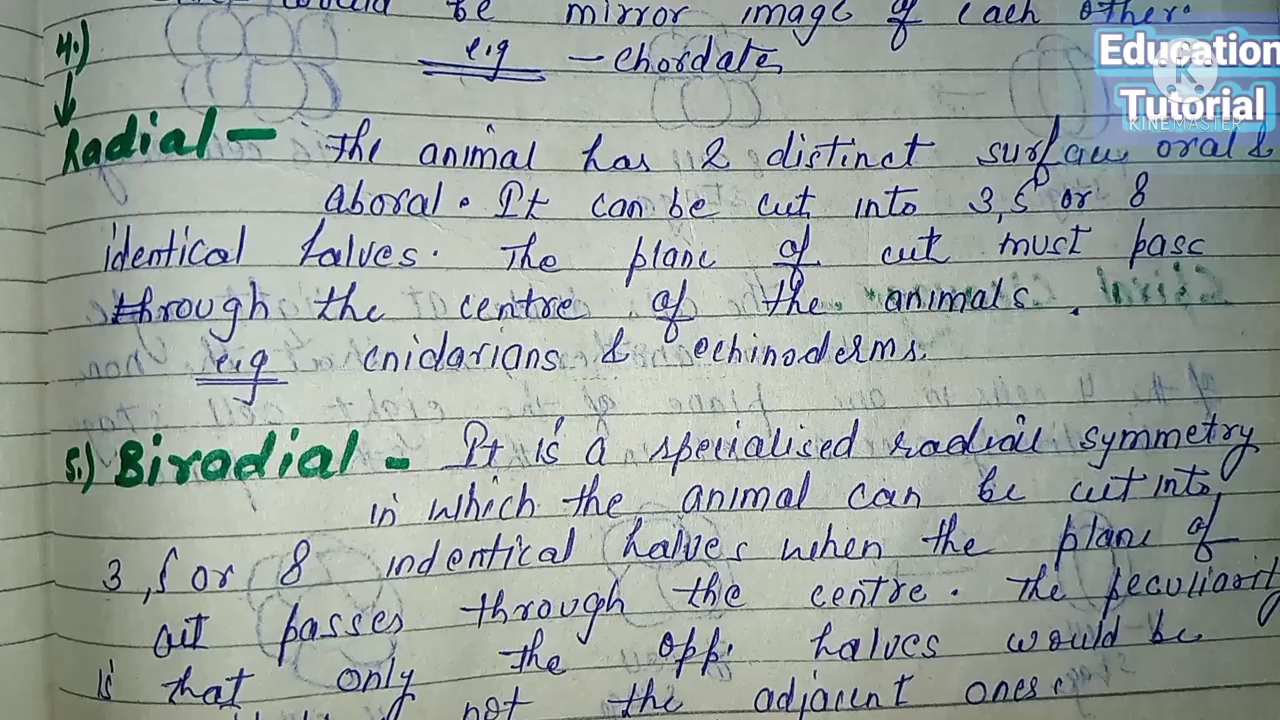 be mirror image of each other.
e.g - Chordates
Education
Tutorial
KINEMASTER
4.)
Radial - The animal has 2 distinct surfaces oral &
aboral. It can be cut into 3,5 or 8
identical halves. The plane of cut must pass
through the centre of the animals.
e.g cnidarians & echinoderms.
5.) Biradial - It is a specialised radial symmetry
in which the animal can be cut into
3,5 or 8 indentical halves when the plane of
cut passes through the centre. The peculiarity
is that only the opp. halves would be
not the adjacent ones.